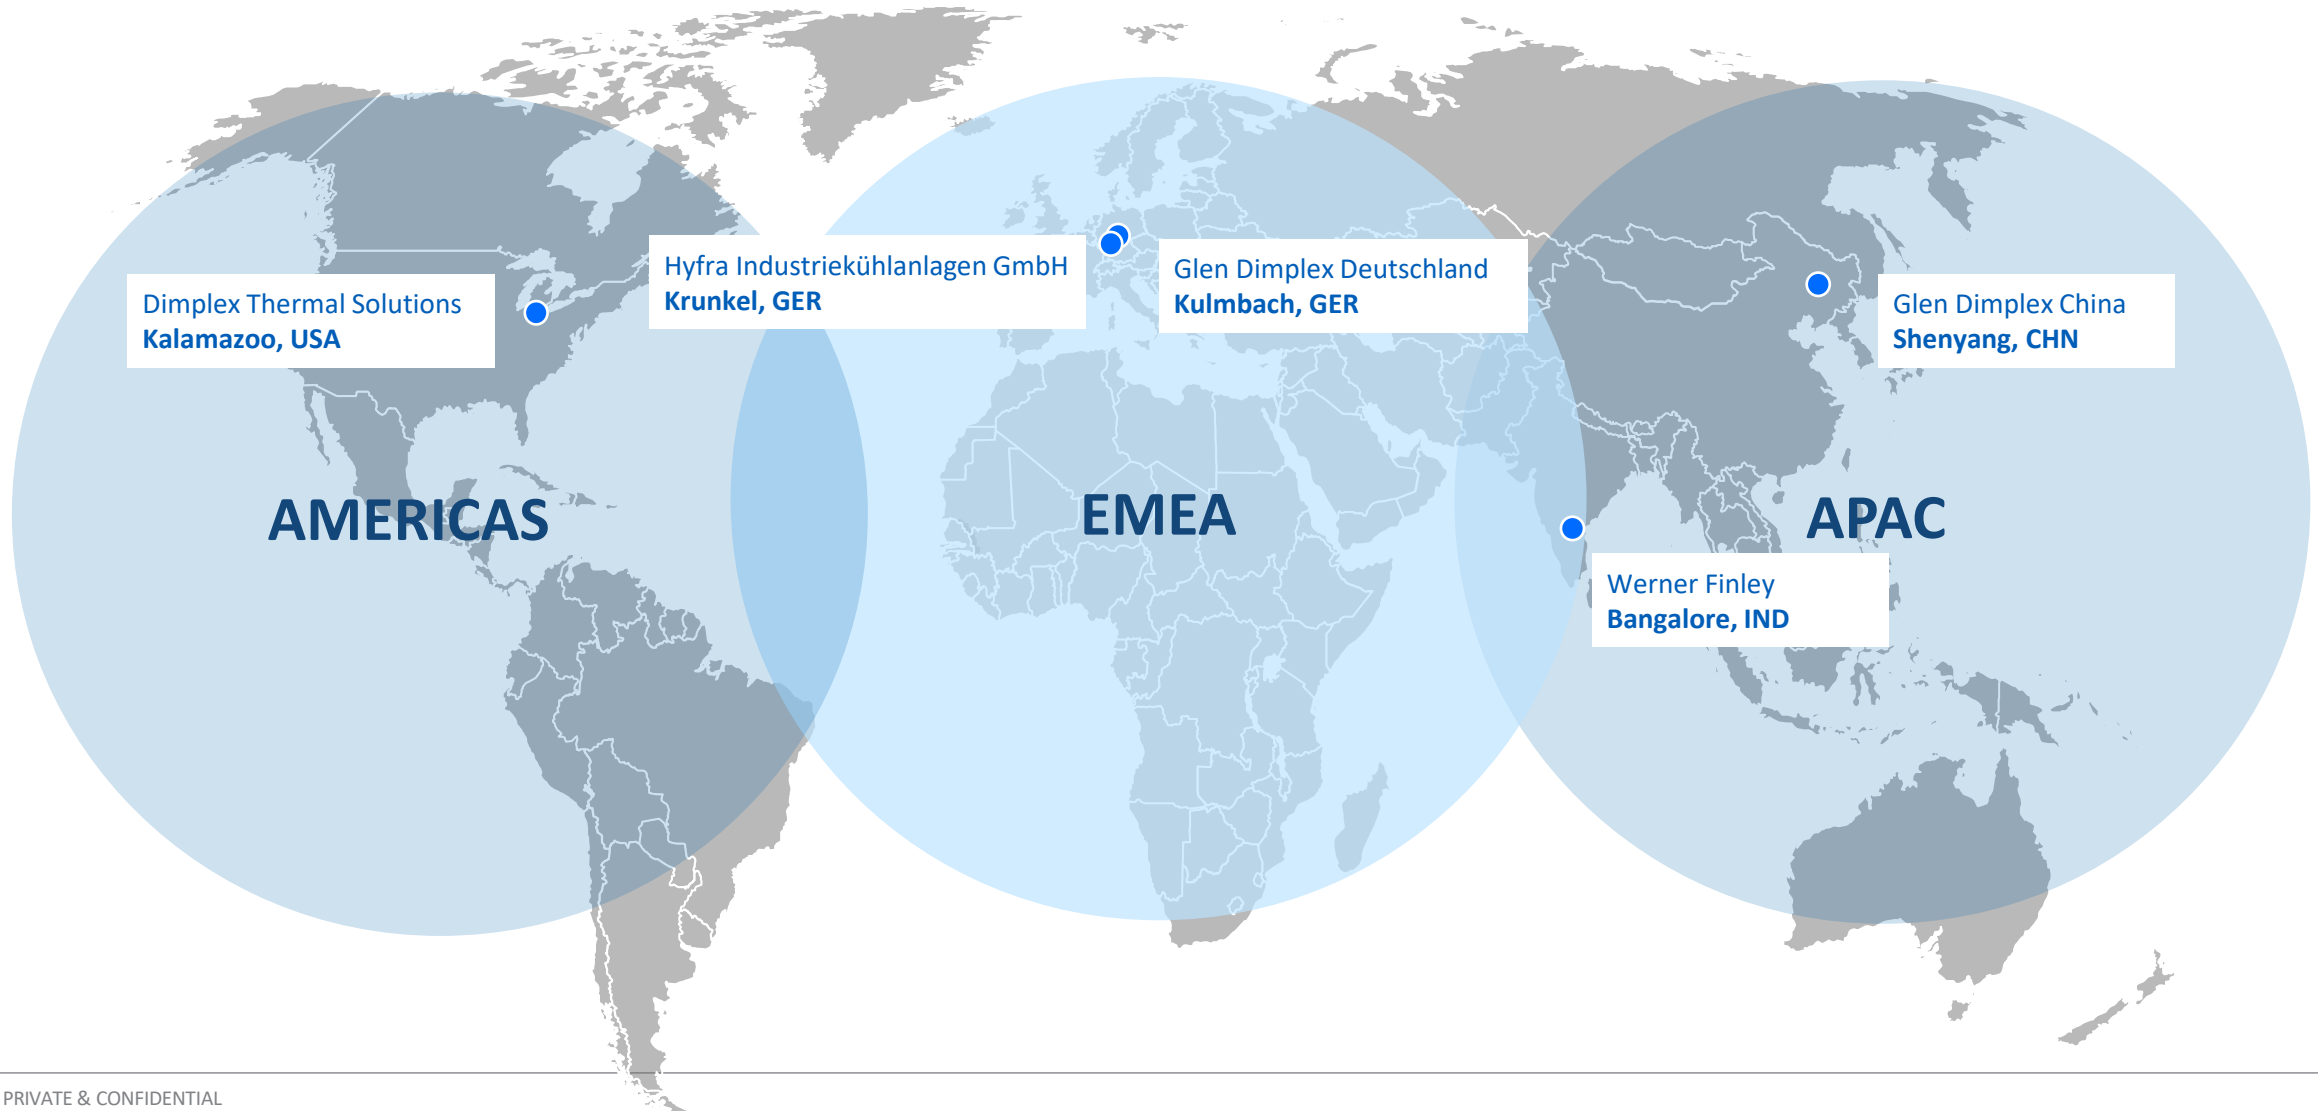 Dimplex Thermal Solutions
Kalamazoo, USA
Hyfra Industriekühlanlagen GmbH
Krunkel, GER
Glen Dimplex Deutschland
Kulmbach, GER
Glen Dimplex China
Shenyang, CHN
AMERICAS
EMEA
APAC
Werner Finley
Bangalore, IND
PRIVATE & CONFIDENTIAL